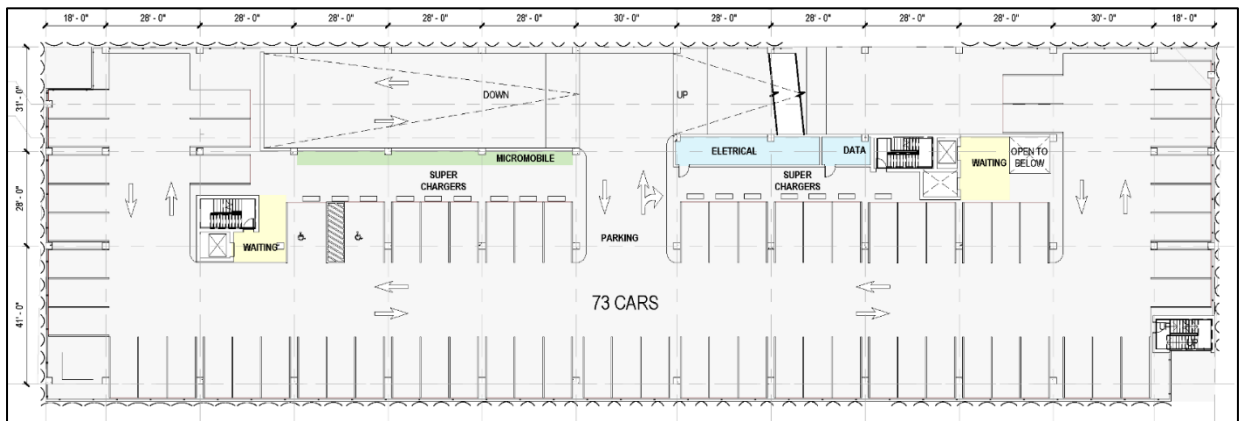 18' - 0" 28' - 0" 28' - 0" 28' - 0" 28' - 0" 28' - 0" 30' - 0" 28' - 0" 28' - 0" 28' - 0" 28' - 0" 30' - 0" 18' - 0"
31' - 0"
DOWN
UP
ELETRICAL
DATA
MICROMOBILE
WAITING
OPEN TO
BELOW
28' - 0"
SUPER
CHARGERS
SUPER
CHARGERS
WAITING
PARKING
41' - 0"
73 CARS
UP